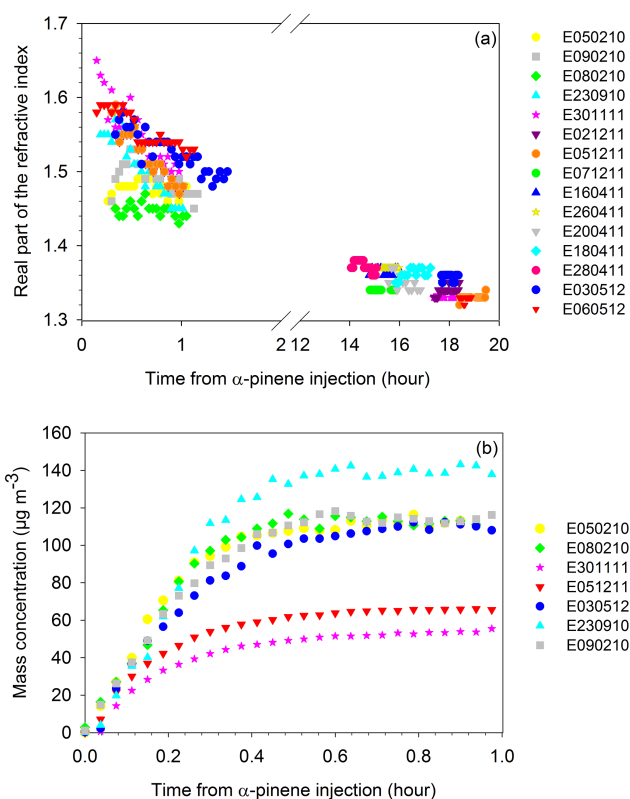 (a)
1.7
1.6
1.5
1.4
1.3
Real part of the refractive index
0
1
2
12
14
16
18
20
Time from α-pinene injection (hour)
E050210
E090210
E080210
E230910
E301111
E021211
E051211
E071211
E160411
E260411
E200411
E180411
E280411
E030512
E060512
(b)
160
140
120
100
80
60
40
20
0
Mass concentration (µg m-3)
0.0
0.2
0.4
0.6
0.8
1.0
Time from α-pinene injection (hour)
E050210
E080210
E301111
E051211
E030512
E230910
E090210